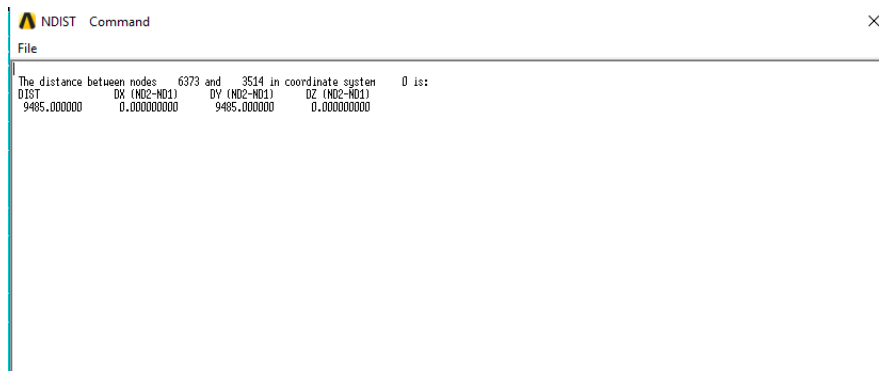 NDIST Command
File
The distance between nodes 6373 and 3514 in coordinate system 0 is:
DIST DX (ND2-ND1) DY (ND2-ND1) DZ (ND2-ND1)
9485.000000 0.000000000 9485.000000 0.000000000